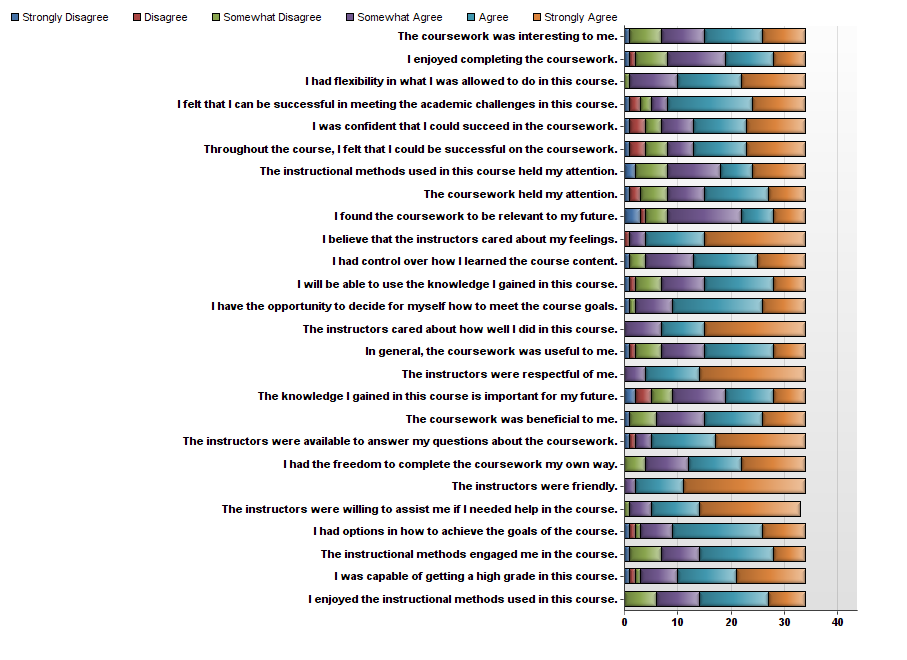 Strongly Disagree Disagree Somewhat Disagree Somewhat Agree Agree Strongly Agree
The coursework was interesting to me.
I enjoyed completing the coursework.
I had flexibility in what I was allowed to do in this course.
I felt that I can be successful in meeting the academic challenges in this course.
I was confident that I could succeed in the coursework.
Throughout the course, I felt that I could be successful on the coursework.
The instructional methods used in this course held my attention.
The coursework held my attention.
I found the coursework to be relevant to my future.
I believe that the instructors cared about my feelings.
I had control over how I learned the course content.
I will be able to use the knowledge I gained in this course.
I have the opportunity to decide for myself how to meet the course goals.
The instructors cared about how well I did in this course.
In general, the coursework was useful to me.
The instructors were respectful of me.
The knowledge I gained in this course is important for my future.
The coursework was beneficial to me.
The instructors were available to answer my questions about the coursework.
I had the freedom to complete the coursework my own way.
The instructors were friendly.
The instructors were willing to assist me if I needed help in the course.
I had options in how to achieve the goals of the course.
The instructional methods engaged me in the course.
I was capable of getting a high grade in this course.
I enjoyed the instructional methods used in this course.
0 10 20 30 40